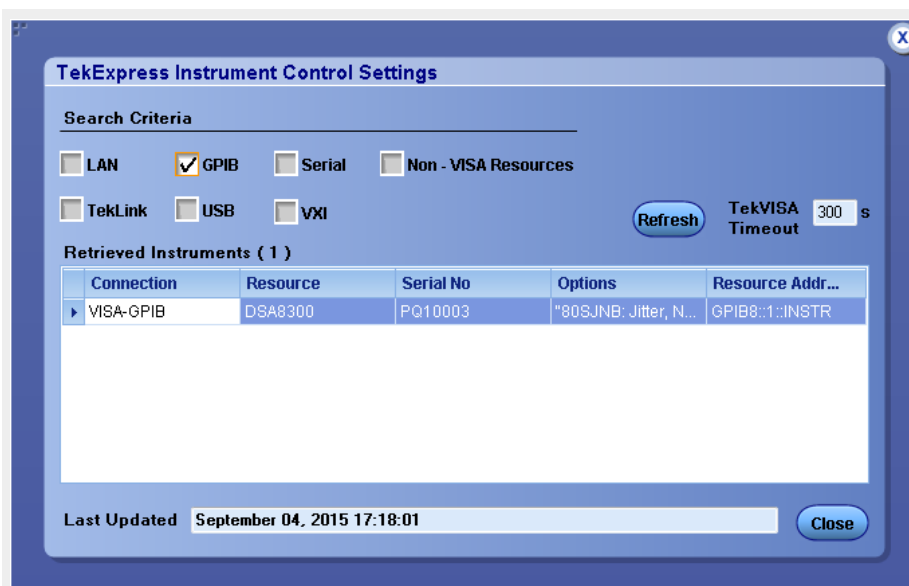 X
TekExpress Instrument Control Settings
Search Criteria
LAN GPIB Serial Non - VISA Resources
TekLink USB VXI Refresh TekVISA Timeout 300 s
Retrieved Instruments ( 1 )
Connection Resource Serial No Options Resource Addr...
VISA-GPIB DSA8300 PQ10003 "80SJNB: Jitter, N... GPIB8::1::INSTR
Last Updated September 04, 2015 17:18:01 Close